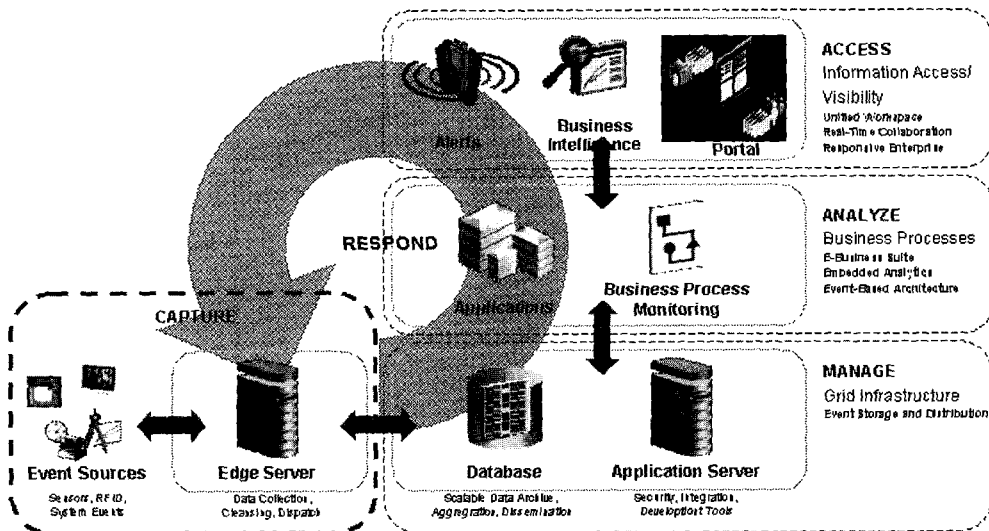 ACCESS
Information Access/
Visibility
Unified Workspace
Real-Time Collaboration
Responsive Enterprise
Alerts
Business
Intelligence
Portal
RESPOND
ANALYZE
Business Processes
E-Business Suite
Embedded Analytics
Event-Based Architecture
Applications
Business Process
Monitoring
CAPTURE
MANAGE
Grid Infrastructure
Event Storage and Distribution
Event Sources
Sensors, RFID,
System Events
Edge Server
Data Collection,
Cleansing, Dispatch
Database
Scalable Data Archive,
Aggregation, Dissemination
Application Server
Security, Integration,
Development Tools